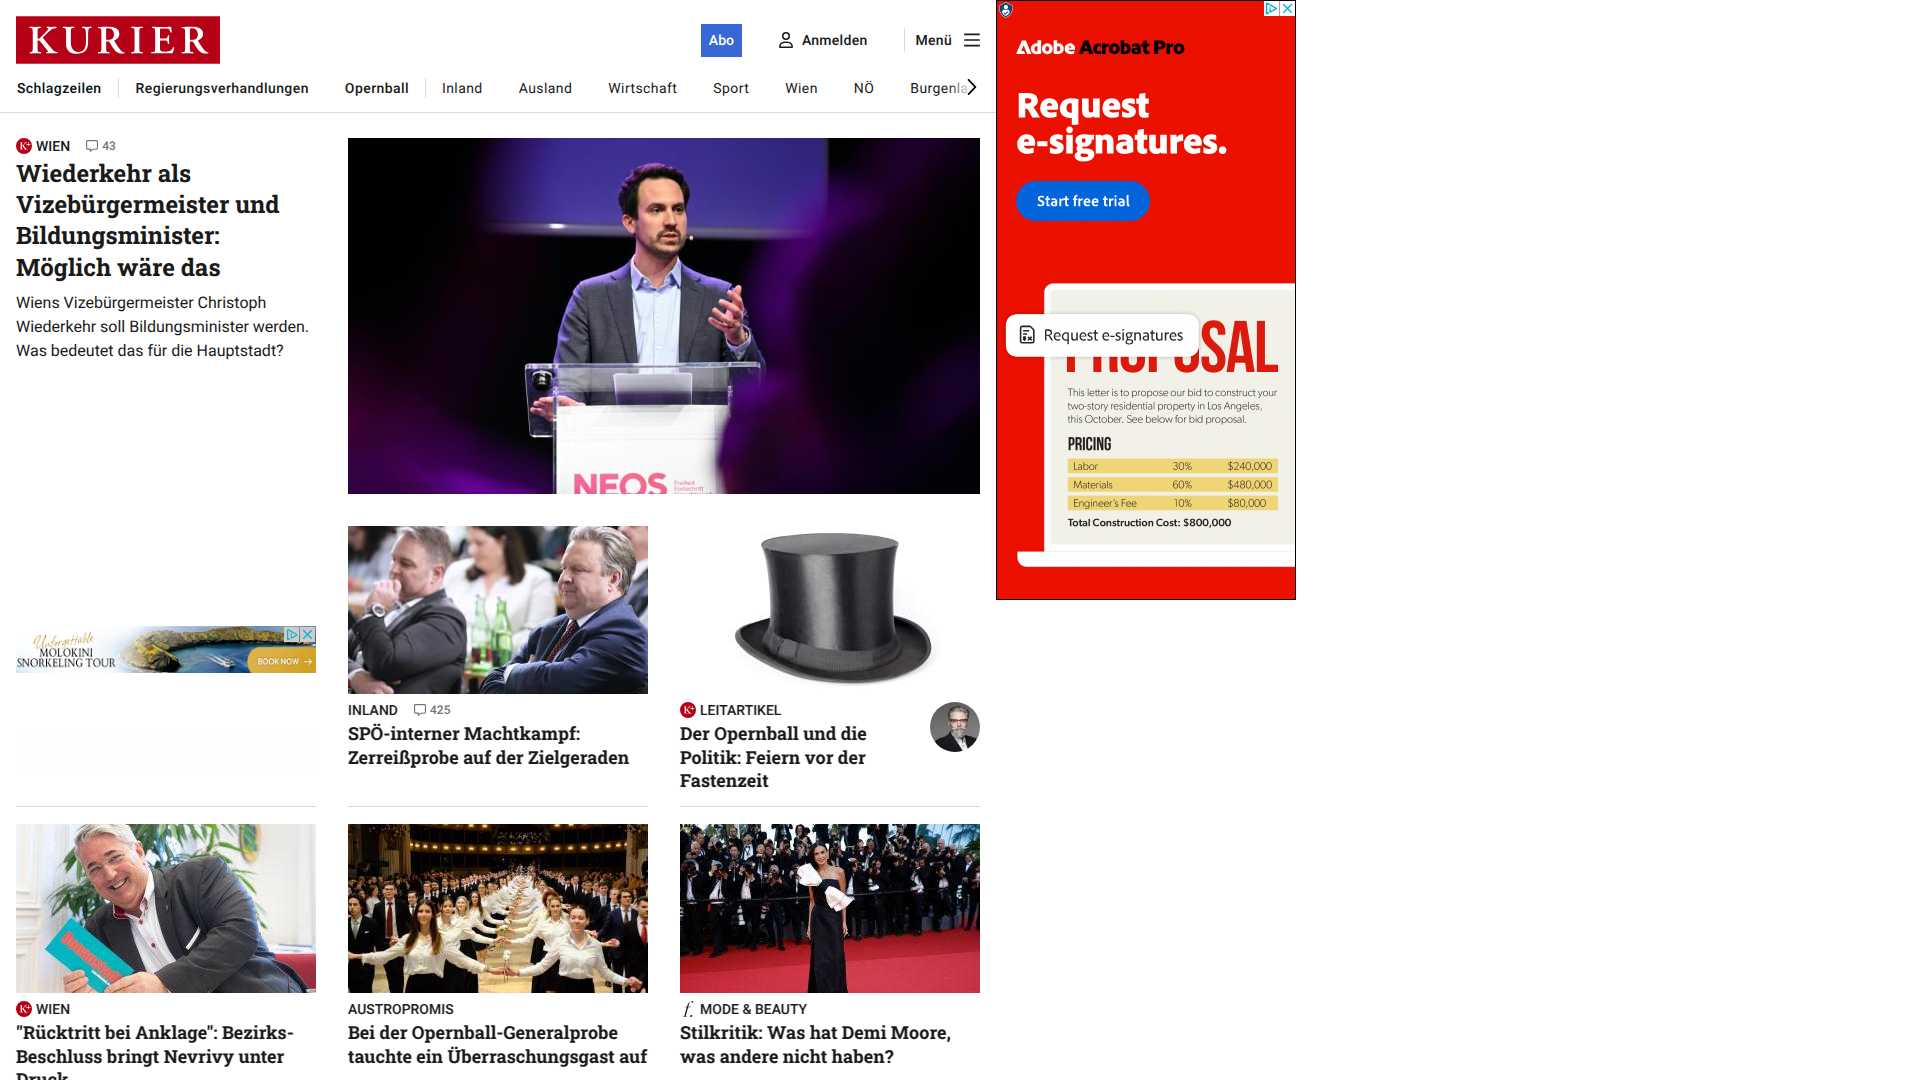 KURIER
Abo
Anmelden
Menü
Schlagzeilen
Regierungsverhandlungen
Opernball
Inland
Ausland
Wirtschaft
Sport
Wien
NÖ
WIEN
43
Wiederkehr als
Vizebürgermeister und
Bildungsminister:
Möglich wäre das
Wiens Vizebürgermeister Christoph
Wiederkehr soll Bildungsminister werden.
Was bedeutet das für die Hauptstadt?
NEOS
Unforgettable
MOLOKINI
SNORKELING TOUR
BOOK NOW
INLAND
425
SPÖ-interner Machtkampf:
Zerreißprobe auf der Zielgeraden
LEITARTIKEL
Der Opernball und die
Politik: Feiern vor der
Fastenzeit
WIEN
"Rücktritt bei Anklage": Bezirks-
Beschluss bringt Nevrivy unter
Druck
AUSTROPROMIS
Bei der Opernball-Generalprobe
tauchte ein Überraschungsgast auf
f.
MODE & BEAUTY
Stilkritik: Was hat Demi Moore,
was andere nicht haben?
Adobe Acrobat Pro
Request
e-signatures.
Start free trial
Request e-signatures
PROPOSAL
This letter is to propose our bid to construct your
two-story residential property in Los Angeles,
this October. See below for bid proposal.
PRICING
Labor 30% $240,000
Materials 60% $480,000
Engineer's Fee 10% $80,000
Total Construction Cost: $800,000